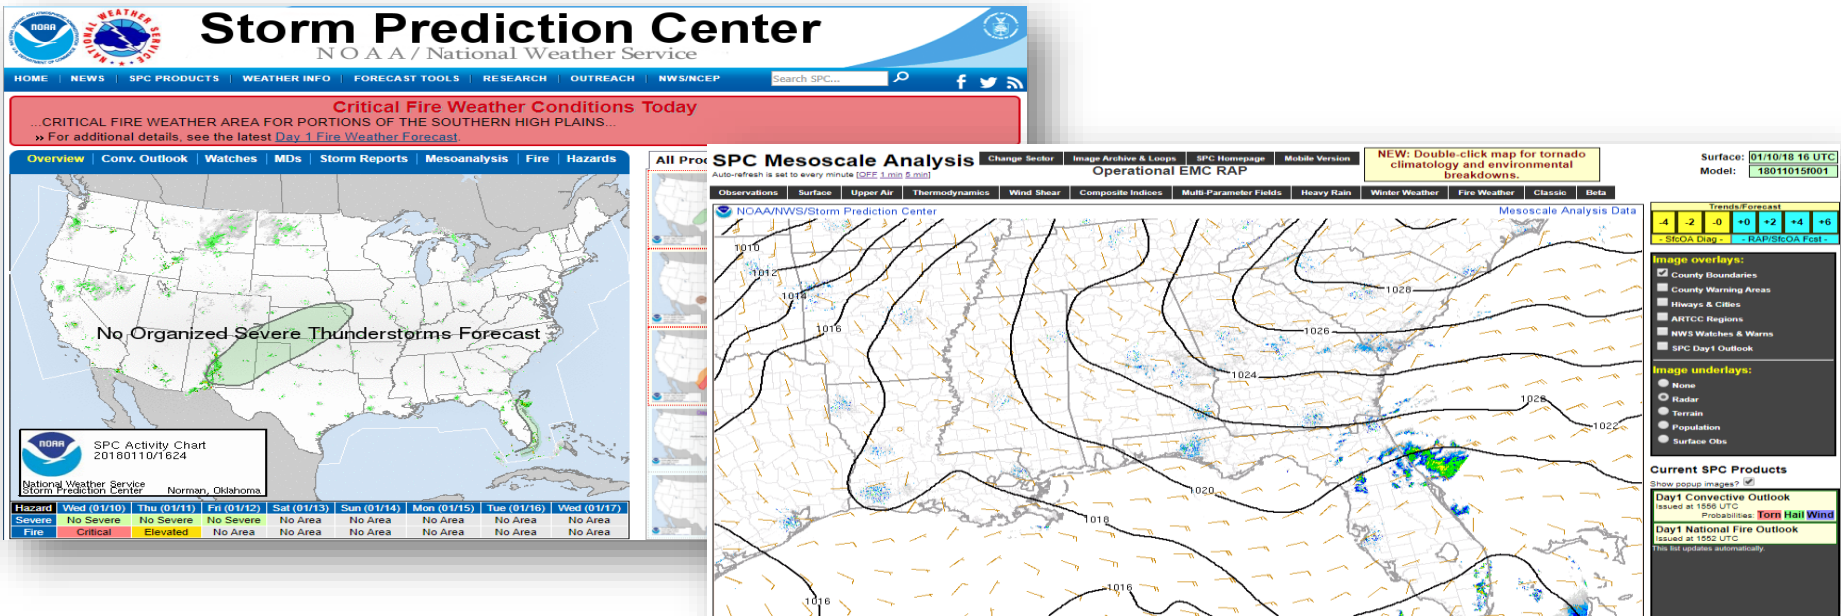 NOAA
NATIONAL WEATHER SERVICE
Storm Prediction Center
NOAA/National Weather Service
HOME NEWS SPC PRODUCTS WEATHER INFO FORECAST TOOLS RESEARCH OUTREACH NWS/NCEP Search SPC...
Critical Fire Weather Conditions Today
...CRITICAL FIRE WEATHER AREA FOR PORTIONS OF THE SOUTHERN HIGH PLAINS...
» For additional details, see the latest Day 1 Fire Weather Forecast.
Overview Conv. Outlook Watches MDs Storm Reports Mesoanalysis Fire Hazards
All Pro
No Organized Severe Thunderstorms Forecast
NOAA
SPC Activity Chart
20180110/1624
National Weather Service
Storm Prediction Center Norman, Oklahoma
Hazard Wed (01/10) Thu (01/11) Fri (01/12) Sat (01/13) Sun (01/14) Mon (01/15) Tue (01/16) Wed (01/17)
Severe No Severe No Severe No Severe No Area No Area No Area No Area No Area
Fire Critical Elevated No Area No Area No Area No Area No Area No Area
SPC Mesoscale Analysis
Auto-refresh is set to every minute [OFF 1 min 5 min]
Change Sector Image Archive & Loops SPC Homepage Mobile Version
Operational EMC RAP
NEW: Double-click map for tornado
climatology and environmental
breakdowns.
Surface: 01/10/18 16 UTC
Model: 18011015f001
Observations Surface Upper Air Thermodynamics Wind Shear Composite Indices Multi-Parameter Fields Heavy Rain Winter Weather Fire Weather Classic Beta
NOAA/NWS/Storm Prediction Center
Mesoscale Analysis Data
1010
1012
1014
1016
1028
1026
1024
1022
1020
1018
1016
1016
Trends/Forecast
-4 -2 -0 +0 +2 +4 +6
- SfcOA Diag - - RAP/SfcOA Fcst -
Image overlays:
County Boundaries
County Warning Areas
Hiways & Cities
ARTCC Regions
NWS Watches & Warns
SPC Day1 Outlook
Image underlays:
None
Radar
Terrain
Population
Surface Obs
Current SPC Products
Show popup images?
Day1 Convective Outlook
Issued at 1556 UTC
Probabilities: Torn Hail Wind
Day1 National Fire Outlook
Issued at 1552 UTC
This list updates automatically.